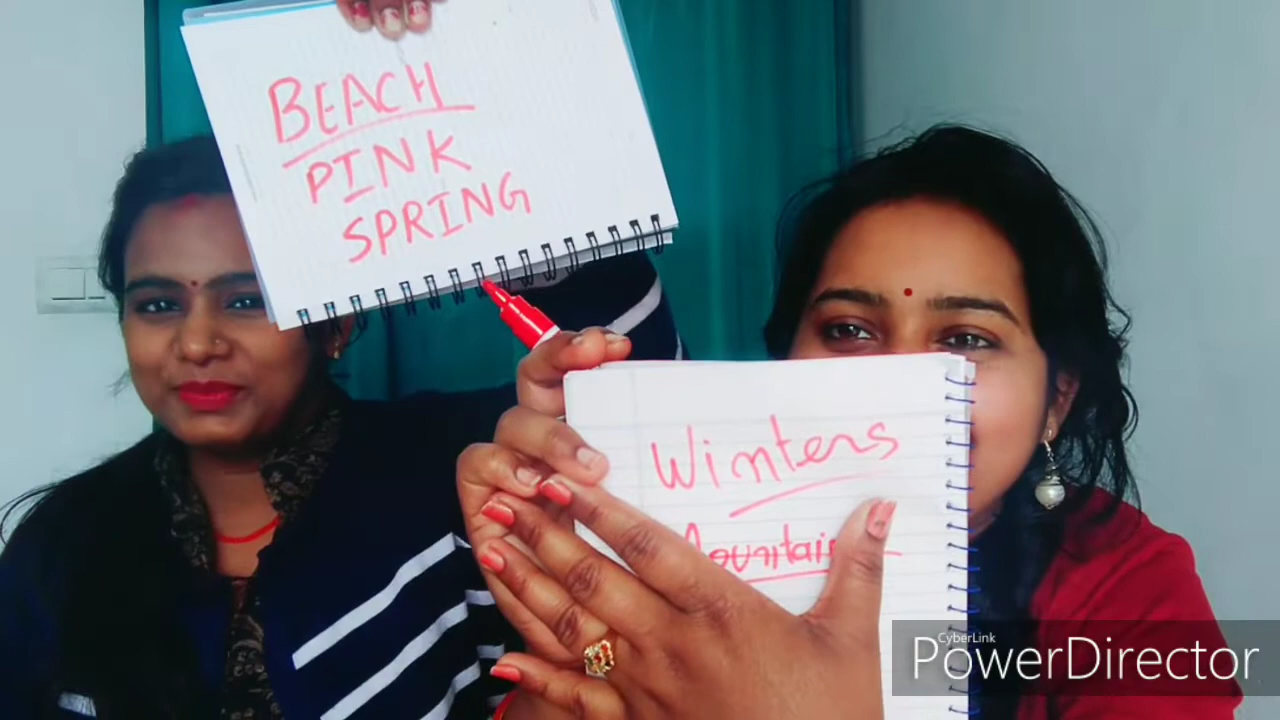 BEACH
PINK
SPRING
Winters
CyberLink
PowerDirector